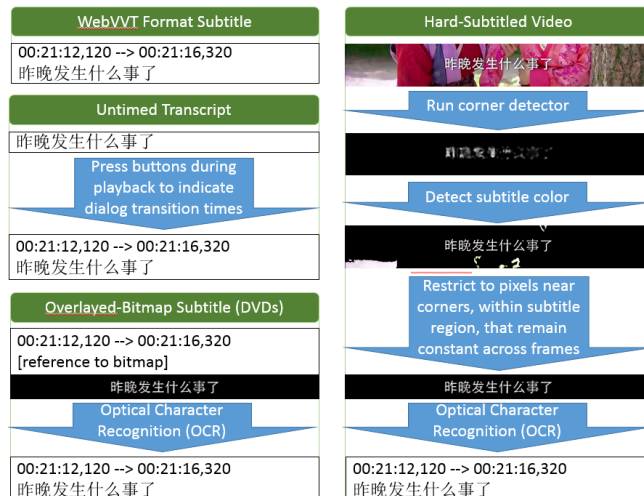 WebVVT Format Subtitle
00:21:12,120 --> 00:21:16,320
昨晚发生什么事了
Untimed Transcript
昨晚发生什么事了
Press buttons during
playback to indicate
dialog transition times
00:21:12,120 --> 00:21:16,320
昨晚发生什么事了
Overlayed-Bitmap Subtitle (DVDs)
00:21:12,120 --> 00:21:16,320
[reference to bitmap]
昨晚发生什么事了
Optical Character
Recognition (OCR)
00:21:12,120 --> 00:21:16,320
昨晚发生什么事了
Hard-Subtitled Video
昨晚发生什么事了
Run corner detector
昨晚发生什么事了
Detect subtitle color
昨晚发生什么事了
Restrict to pixels near
corners, within subtitle
region, that remain
constant across frames
昨晚发生什么事了
Optical Character
Recognition (OCR)
00:21:12,120 --> 00:21:16,320
昨晚发生什么事了